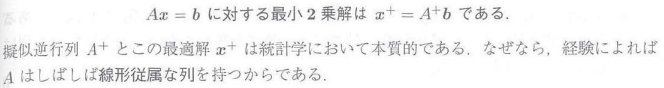 Ax = b に対する最小 2 乗解は x⁺ = A⁺b である.
擬似逆行列 A⁺ とこの最適解 x⁺ は統計学において本質的である. なぜなら, 経験によれば
A はしばしば線形従属な列を持つからである.